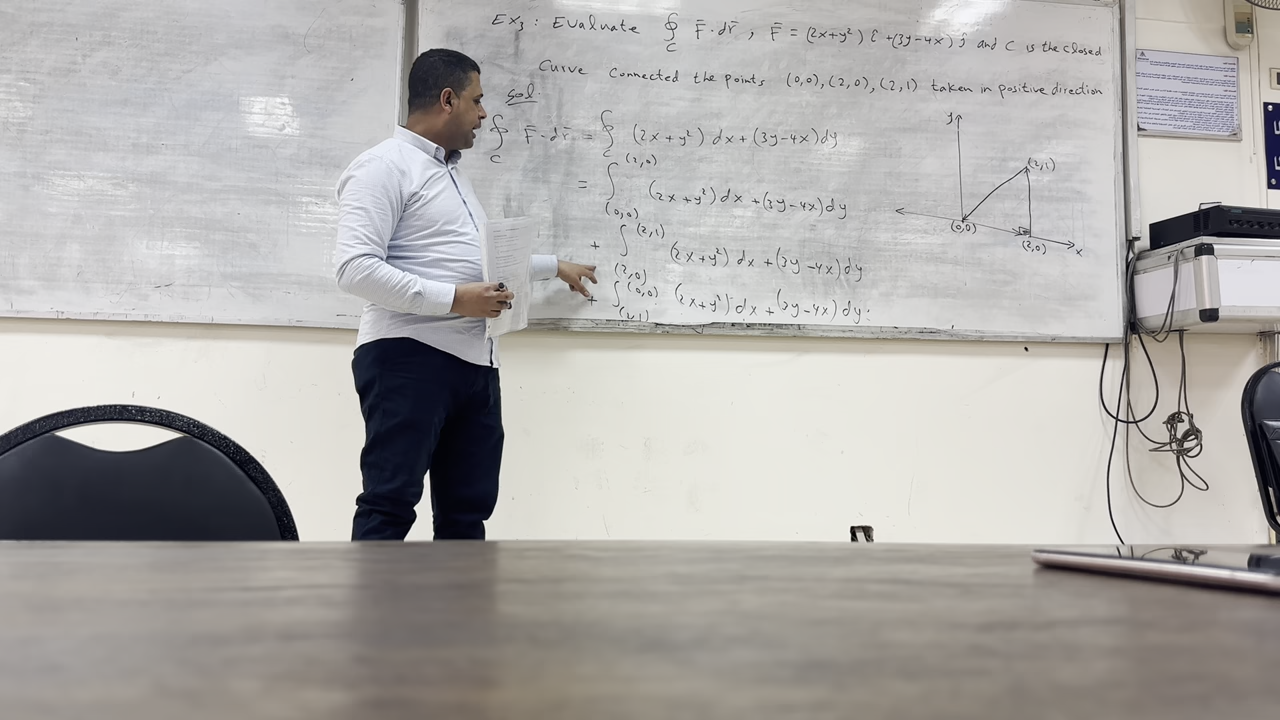 Ex3 : Evaluate ∮C F̄ · dr̄ , F̄ = (2x+y²) î + (3y-4x) ĵ and C is the closed
Curve connected the points (0,0), (2,0), (2,1) taken in positive direction
sol.
∮C F̄ · dr̄ = ∮C (2x+y²) dx + (3y-4x) dy
= ∫(0,0)(2,0) (2x+y²) dx + (3y-4x) dy
+ ∫(2,0)(2,1) (2x+y²) dx + (3y-4x) dy
+ ∫(2,1)(0,0) (2x+y²) dx + (3y-4x) dy.
y
(2,1)
(0,0)
(2,0)
x